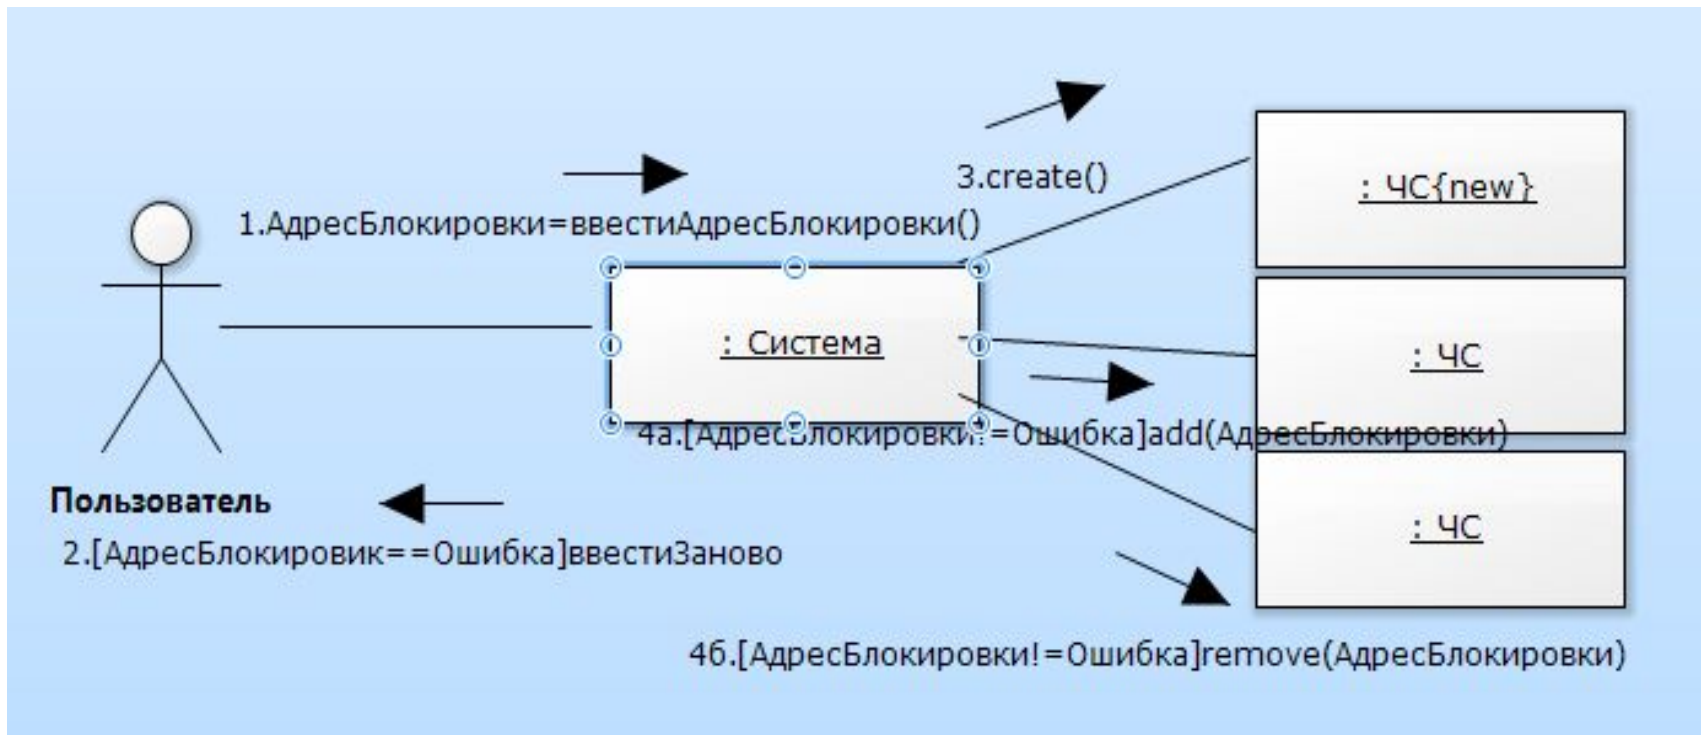 3.create()
: ЧС{new}
1.АдресБлокировки=ввестиАдресБлокировки()
: Система
: ЧС
4а.[АдресБлокировки!=Ошибка]add(АдресБлокировки)
Пользователь
: ЧС
2.[АдресБлокировик==Ошибка]ввестиЗаново
4б.[АдресБлокировки!=Ошибка]remove(АдресБлокировки)